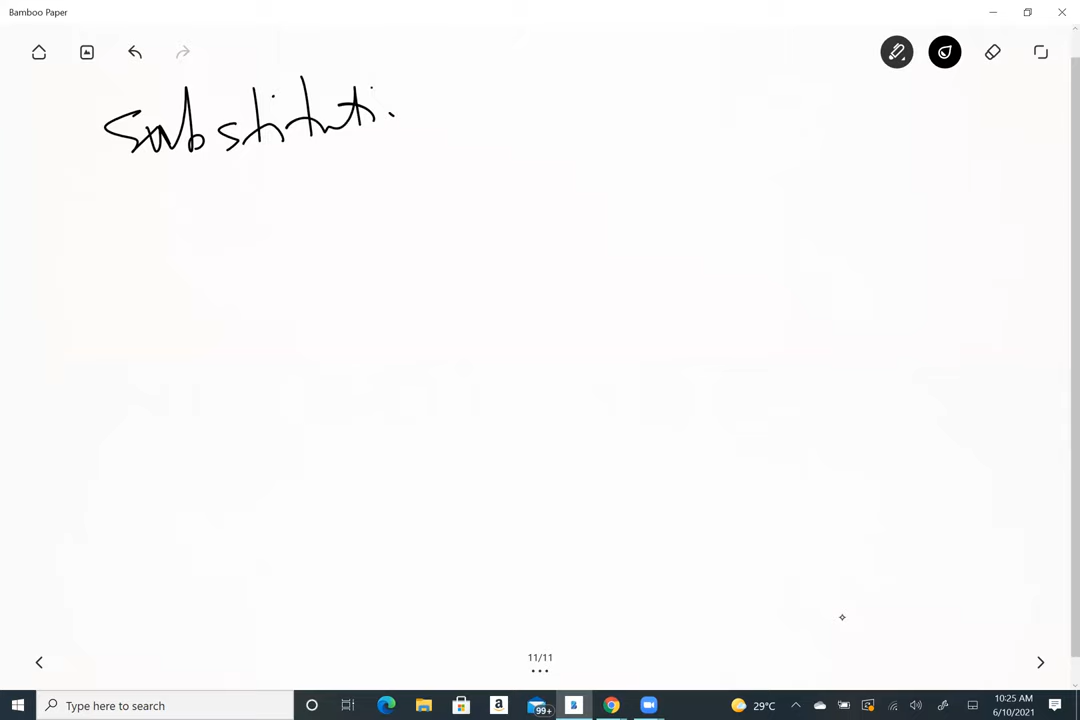 Bamboo Paper
substituti.
11/11
Type here to search
a
99+
29°C
10:25 AM
6/10/2021